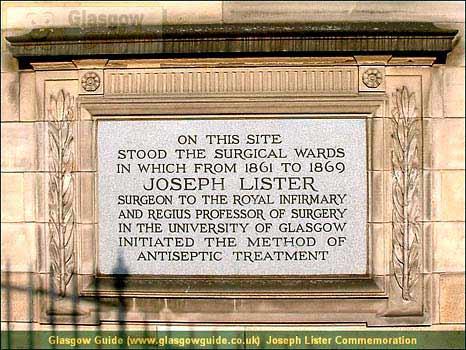 Glasgow
ON THIS SITE
STOOD THE SURGICAL WARDS
IN WHICH FROM 1861 TO 1869
JOSEPH LISTER
SURGEON TO THE ROYAL INFIRMARY
AND REGIUS PROFESSOR OF SURGERY
IN THE UNIVERSITY OF GLASGOW
INITIATED THE METHOD OF
ANTISEPTIC TREATMENT
Glasgow Guide (www.glasgowguide.co.uk) Joseph Lister Commemoration